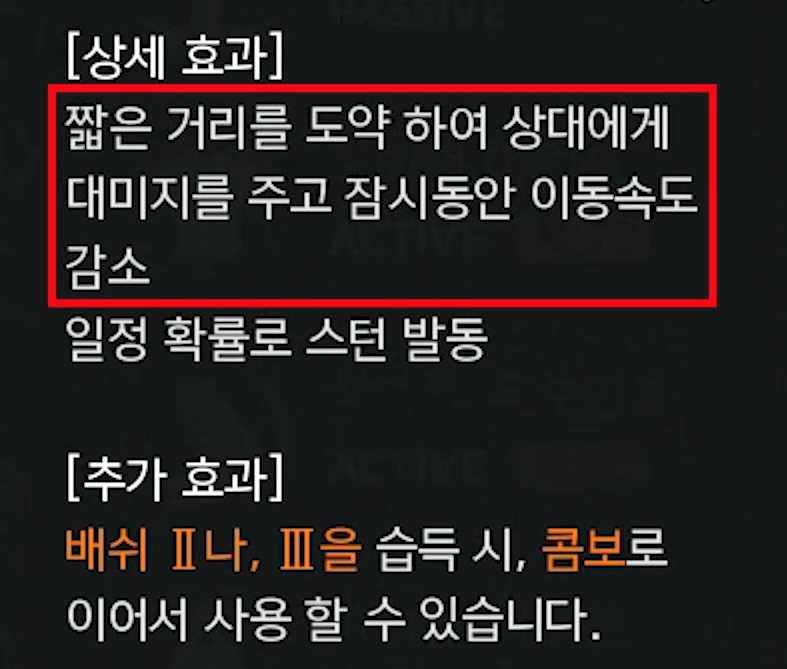 [상세 효과]
짧은 거리를 도약 하여 상대에게
대미지를 주고 잠시동안 이동속도
감소
일정 확률로 스턴 발동
[추가 효과]
배쉬 Ⅱ나, Ⅲ을 습득 시, 콤보로
이어서 사용 할 수 있습니다.